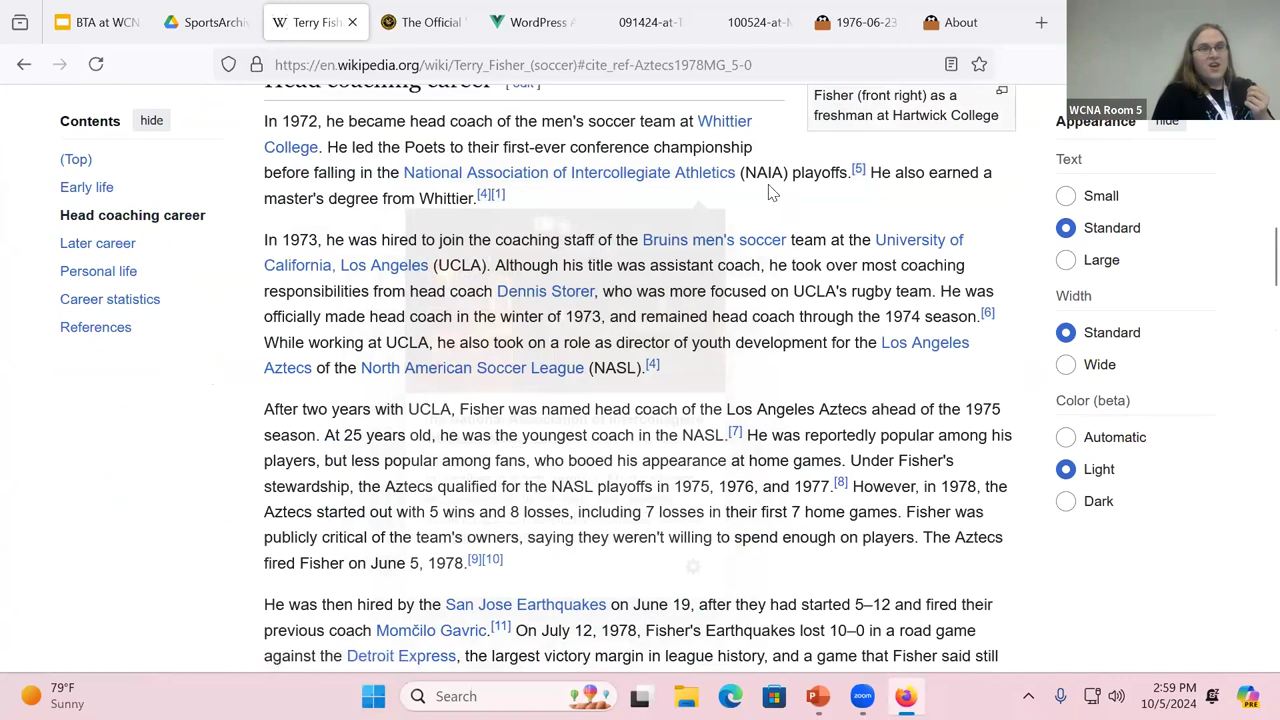 BTA at WCN
SportsArchiv
Terry Fish
The Official
WordPress A
091424-at-
100524-at-
1976-06-23
About
https://en.wikipedia.org/wiki/Terry_Fisher_(soccer)#cite_ref-Aztecs1978MG_5-0
WCNA Room 5
Contents
hide
(Top)
Early life
Head coaching career
Later career
Personal life
Career statistics
References
Head coaching career [ edit ]
In 1972, he became head coach of the men's soccer team at Whittier
College. He led the Poets to their first-ever conference championship
before falling in the National Association of Intercollegiate Athletics (NAIA) playoffs.[5] He also earned a
master's degree from Whittier.[4][1]
In 1973, he was hired to join the coaching staff of the Bruins men's soccer team at the University of
California, Los Angeles (UCLA). Although his title was assistant coach, he took over most coaching
responsibilities from head coach Dennis Storer, who was more focused on UCLA's rugby team. He was
officially made head coach in the winter of 1973, and remained head coach through the 1974 season.[6]
While working at UCLA, he also took on a role as director of youth development for the Los Angeles
Aztecs of the North American Soccer League (NASL).[4]
After two years with UCLA, Fisher was named head coach of the Los Angeles Aztecs ahead of the 1975
season. At 25 years old, he was the youngest coach in the NASL.[7] He was reportedly popular among his
players, but less popular among fans, who booed his appearance at home games. Under Fisher's
stewardship, the Aztecs qualified for the NASL playoffs in 1975, 1976, and 1977.[8] However, in 1978, the
Aztecs started out with 5 wins and 8 losses, including 7 losses in their first 7 home games. Fisher was
publicly critical of the team's owners, saying they weren't willing to spend enough on players. The Aztecs
fired Fisher on June 5, 1978.[9][10]
He was then hired by the San Jose Earthquakes on June 19, after they had started 5–12 and fired their
previous coach Momčilo Gavric.[11] On July 12, 1978, Fisher's Earthquakes lost 10–0 in a road game
against the Detroit Express, the largest victory margin in league history, and a game that Fisher said still
Fisher (front right) as a
freshman at Hartwick College
Appearance
hide
Text
Small
Standard
Large
Width
Standard
Wide
Color (beta)
Automatic
Light
Dark
79°F
Sunny
Search
PRE
2:59 PM
10/5/2024